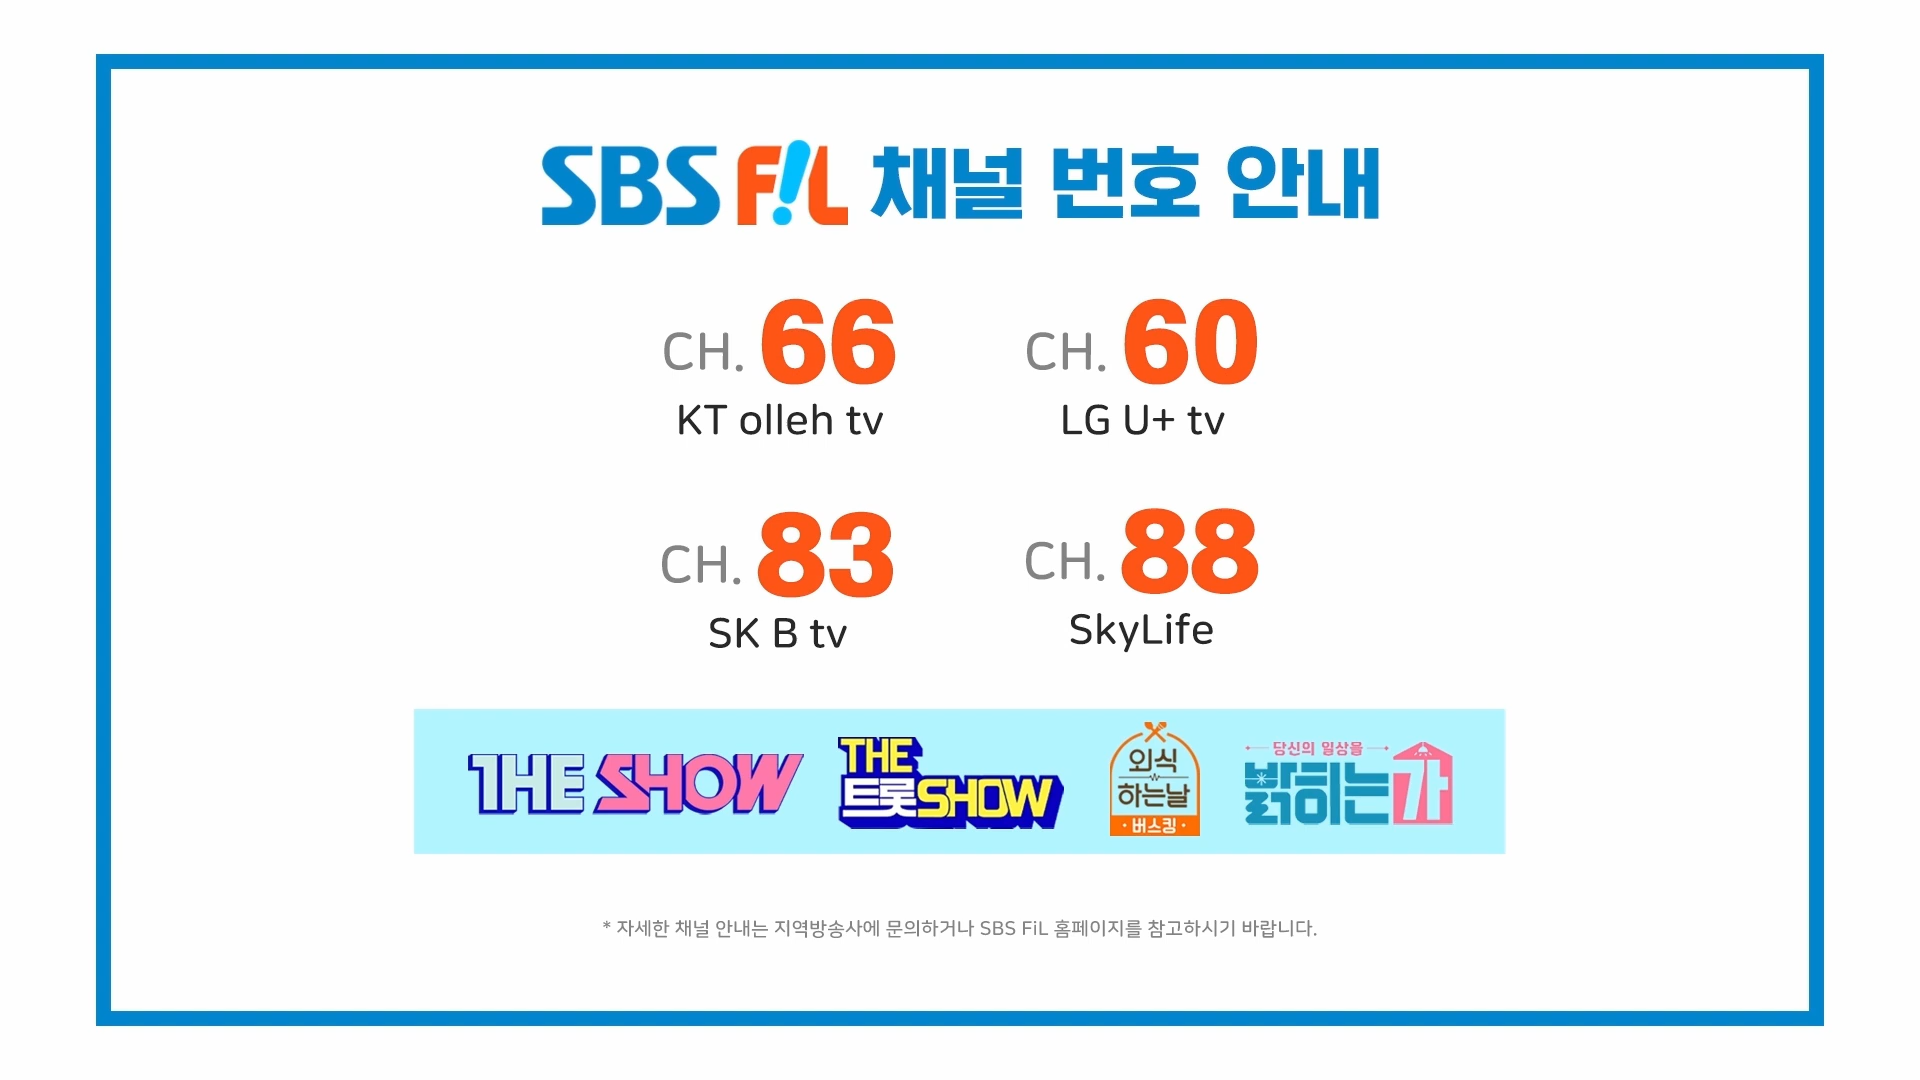 SBS F!L 채널 번호 안내
CH. 66
KT olleh tv
CH. 60
LG U+ tv
CH. 83
SK B tv
CH. 88
SkyLife
THE SHOW
THE
트롯SHOW
외식
하는날
·버스킹·
당신의 일상을
밝히는가
* 자세한 채널 안내는 지역방송사에 문의하거나 SBS FiL 홈페이지를 참고하시기 바랍니다.